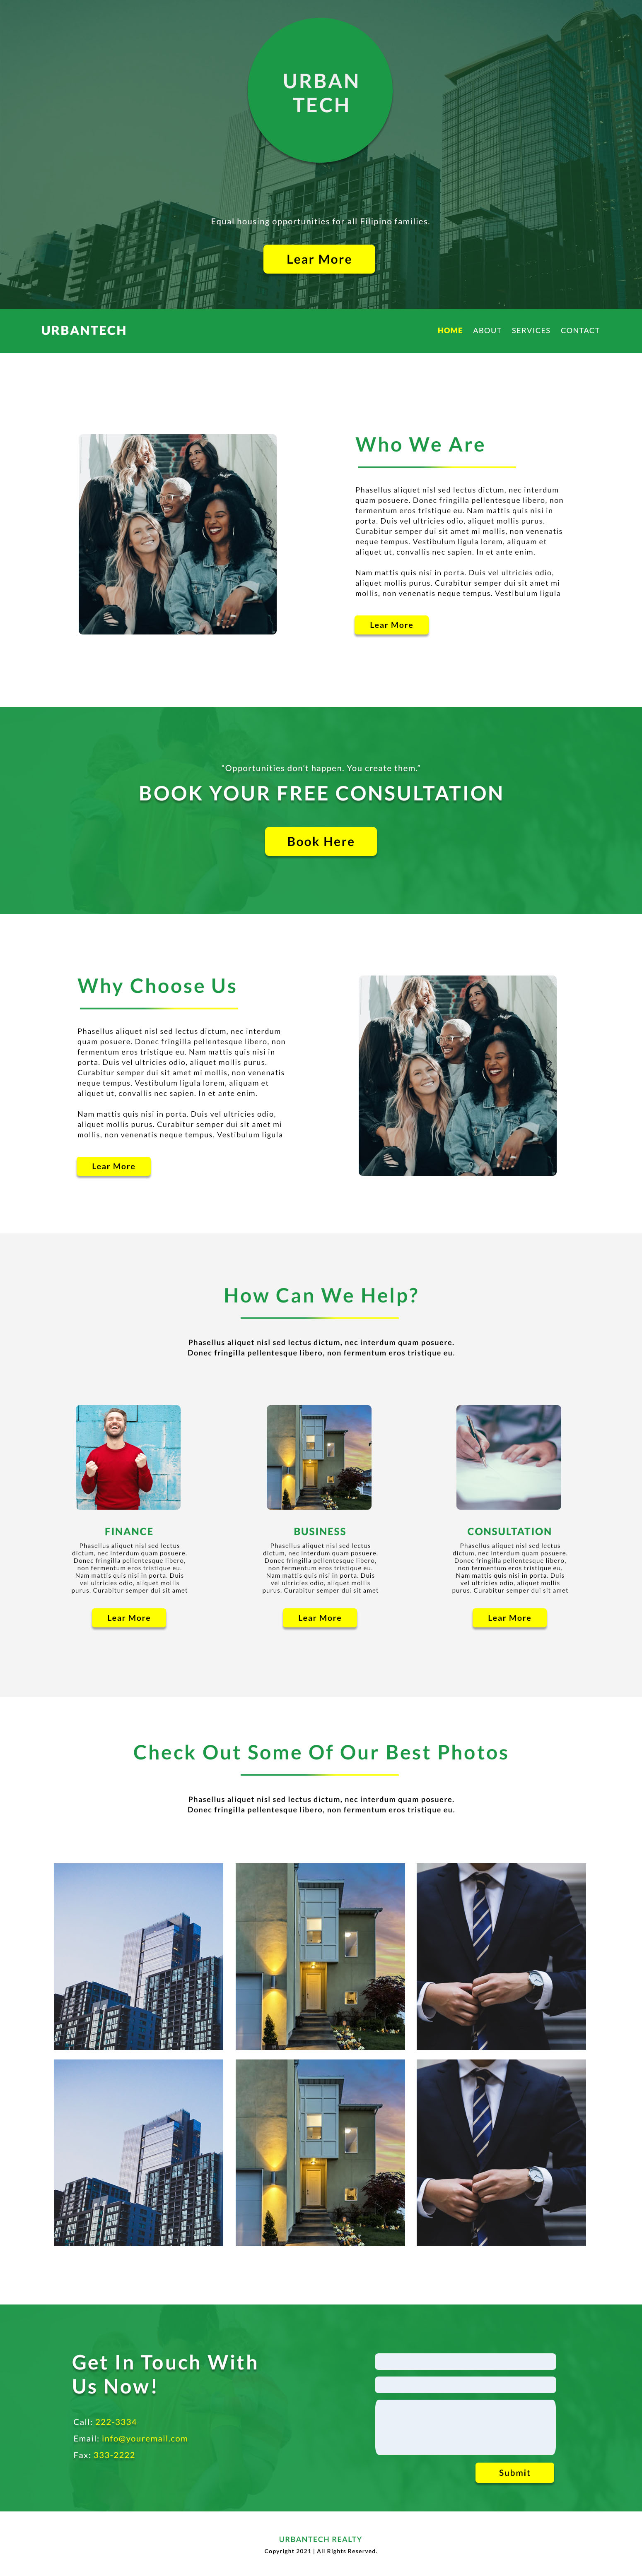 URBAN
TECH
Equal housing opportunities for all Filipino families.
Lear More
URBANTECH
HOME ABOUT SERVICES CONTACT
Who We Are
Phasellus aliquet nisl sed lectus dictum, nec interdum
quam posuere. Donec fringilla pellentesque libero, non
fermentum eros tristique eu. Nam mattis quis nisi in
porta. Duis vel ultricies odio, aliquet mollis purus.
Curabitur semper dui sit amet mi mollis, non venenatis
neque tempus. Vestibulum ligula lorem, aliquam et
aliquet ut, convallis nec sapien. In et ante enim.
Nam mattis quis nisi in porta. Duis vel ultricies odio,
aliquet mollis purus. Curabitur semper dui sit amet mi
mollis, non venenatis neque tempus. Vestibulum ligula
Lear More
“Opportunities don’t happen. You create them.”
BOOK YOUR FREE CONSULTATION
Book Here
Why Choose Us
Phasellus aliquet nisl sed lectus dictum, nec interdum
quam posuere. Donec fringilla pellentesque libero, non
fermentum eros tristique eu. Nam mattis quis nisi in
porta. Duis vel ultricies odio, aliquet mollis purus.
Curabitur semper dui sit amet mi mollis, non venenatis
neque tempus. Vestibulum ligula lorem, aliquam et
aliquet ut, convallis nec sapien. In et ante enim.
Nam mattis quis nisi in porta. Duis vel ultricies odio,
aliquet mollis purus. Curabitur semper dui sit amet mi
mollis, non venenatis neque tempus. Vestibulum ligula
Lear More
How Can We Help?
Phasellus aliquet nisl sed lectus dictum, nec interdum quam posuere.
Donec fringilla pellentesque libero, non fermentum eros tristique eu.
FINANCE
Phasellus aliquet nisl sed lectus
dictum, nec interdum quam posuere.
Donec fringilla pellentesque libero,
non fermentum eros tristique eu.
Nam mattis quis nisi in porta. Duis
vel ultricies odio, aliquet mollis
purus. Curabitur semper dui sit amet
Lear More
BUSINESS
Phasellus aliquet nisl sed lectus
dictum, nec interdum quam posuere.
Donec fringilla pellentesque libero,
non fermentum eros tristique eu.
Nam mattis quis nisi in porta. Duis
vel ultricies odio, aliquet mollis
purus. Curabitur semper dui sit amet
Lear More
CONSULTATION
Phasellus aliquet nisl sed lectus
dictum, nec interdum quam posuere.
Donec fringilla pellentesque libero,
non fermentum eros tristique eu.
Nam mattis quis nisi in porta. Duis
vel ultricies odio, aliquet mollis
purus. Curabitur semper dui sit amet
Lear More
Check Out Some Of Our Best Photos
Phasellus aliquet nisl sed lectus dictum, nec interdum quam posuere.
Donec fringilla pellentesque libero, non fermentum eros tristique eu.
Get In Touch With
Us Now!
Call: 222-3334
Email: info@youremail.com
Fax: 333-2222
Submit
URBANTECH REALTY
Copyright 2021 | All Rights Reserved.